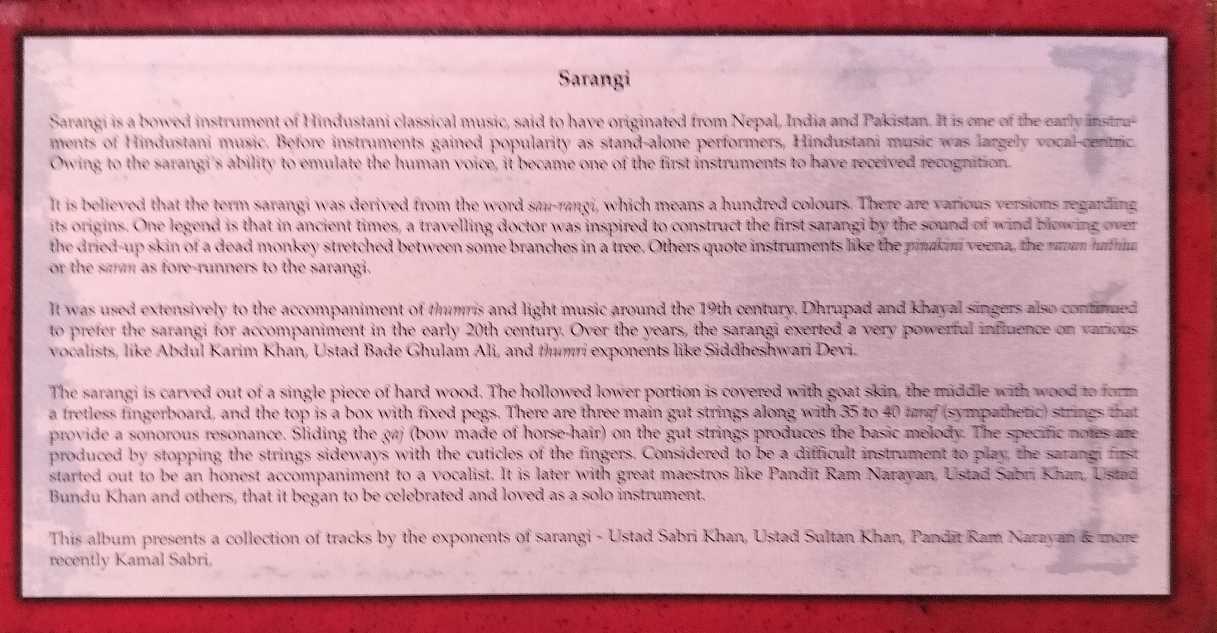 Sarangi
Sarangi is a bowed instrument of Hindustani classical music, said to have originated from Nepal, India and Pakistan. It is one of the early instru-
ments of Hindustani music. Before instruments gained popularity as stand-alone performers, Hindustani music was largely vocal-centric.
Owing to the sarangi's ability to emulate the human voice, it became one of the first instruments to have received recognition.
It is believed that the term sarangi was derived from the word sau-rangi, which means a hundred colours. There are various versions regarding
its origins. One legend is that in ancient times, a travelling doctor was inspired to construct the first sarangi by the sound of wind blowing over
the dried-up skin of a dead monkey stretched between some branches in a tree. Others quote instruments like the pinakini veena, the ravan hathha
or the saran as fore-runners to the sarangi.
It was used extensively to the accompaniment of thumris and light music around the 19th century. Dhrupad and khayal singers also continued
to prefer the sarangi for accompaniment in the early 20th century. Over the years, the sarangi exerted a very powerful influence on various
vocalists, like Abdul Karim Khan, Ustad Bade Ghulam Ali, and thumri exponents like Siddheshwari Devi.
The sarangi is carved out of a single piece of hard wood. The hollowed lower portion is covered with goat skin, the middle with wood to form
a fretless fingerboard, and the top is a box with fixed pegs. There are three main gut strings along with 35 to 40 taraf (sympathetic) strings that
provide a sonorous resonance. Sliding the gaj (bow made of horse-hair) on the gut strings produces the basic melody. The specific notes are
produced by stopping the strings sideways with the cuticles of the fingers. Considered to be a difficult instrument to play, the sarangi first
started out to be an honest accompaniment to a vocalist. It is later with great maestros like Pandit Ram Narayan, Ustad Sabri Khan, Ustad
Bundu Khan and others, that it began to be celebrated and loved as a solo instrument.
This album presents a collection of tracks by the exponents of sarangi - Ustad Sabri Khan, Ustad Sultan Khan, Pandit Ram Narayan & more
recently Kamal Sabri.